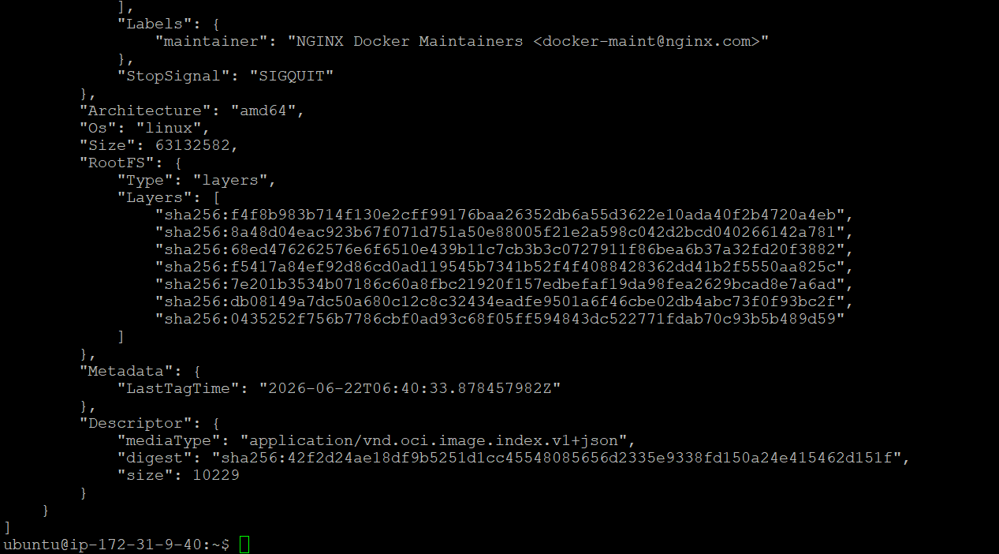 ],
            "Labels": {
                "maintainer": "NGINX Docker Maintainers <docker-maint@nginx.com>"
            },
            "StopSignal": "SIGQUIT"
        },
        "Architecture": "amd64",
        "Os": "linux",
        "Size": 63132582,
        "RootFS": {
            "Type": "layers",
            "Layers": [
                "sha256:f4f8b983b714f130e2cff99176baa26352db6a55d3622e10ada40f2b4720a4eb",
                "sha256:8a48d04eac923b67f071d751a50e88005f21e2a598c042d2bcd040266142a781",
                "sha256:68ed476262576e6f6510e439b11c7cb3b3c0727911f86bea6b37a32fd20f3882",
                "sha256:f5417a84ef92d86cd0ad119545b7341b52f4f4088428362dd41b2f5550aa825c",
                "sha256:7e201b3534b07186c60a8fbc21920f157edbefaf19da98fea2629bcad8e7a6ad",
                "sha256:db08149a7dc50a680c12c8c32434eadfe9501a6f46cbe02db4abc73f0f93bc2f",
                "sha256:0435252f756b7786cbf0ad93c68f05ff594843dc522771fdab70c93b5b489d59"
            ]
        },
        "Metadata": {
            "LastTagTime": "2026-06-22T06:40:33.878457982Z"
        },
        "Descriptor": {
            "mediaType": "application/vnd.oci.image.index.v1+json",
            "digest": "sha256:42f2d24ae18df9b5251d1cc45548085656d2335e9338fd150a24e415462d151f",
            "size": 10229
        }
    }
]
ubuntu@ip-172-31-9-40:~$